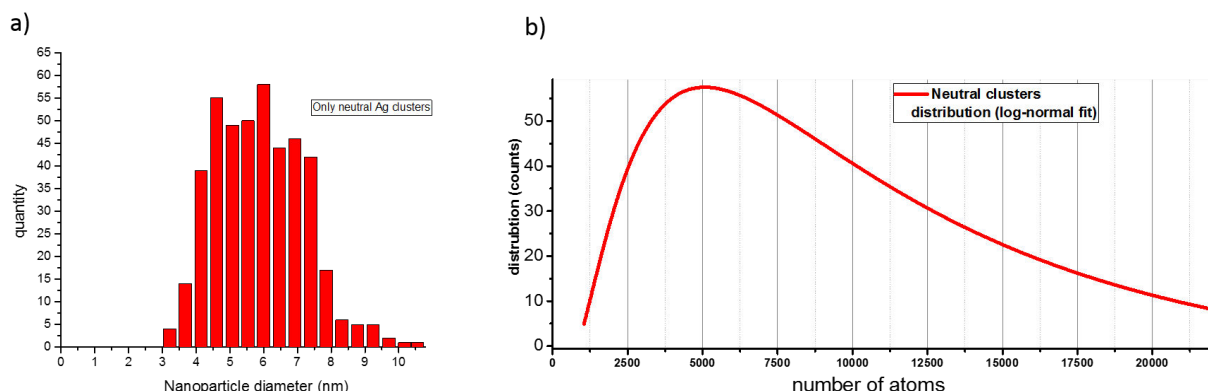 a)
65
60
55
50
45
40
35
30
25
20
15
10
5
0
quantity
Only neutral Ag clusters
0 1 2 3 4 5 6 7 8 9 10
Nanoparticle diameter (nm)
b)
50
40
30
20
10
0
distrubtion (counts)
Neutral clusters
distribution (log-normal fit)
0 2500 5000 7500 10000 12500 15000 17500 20000
number of atoms